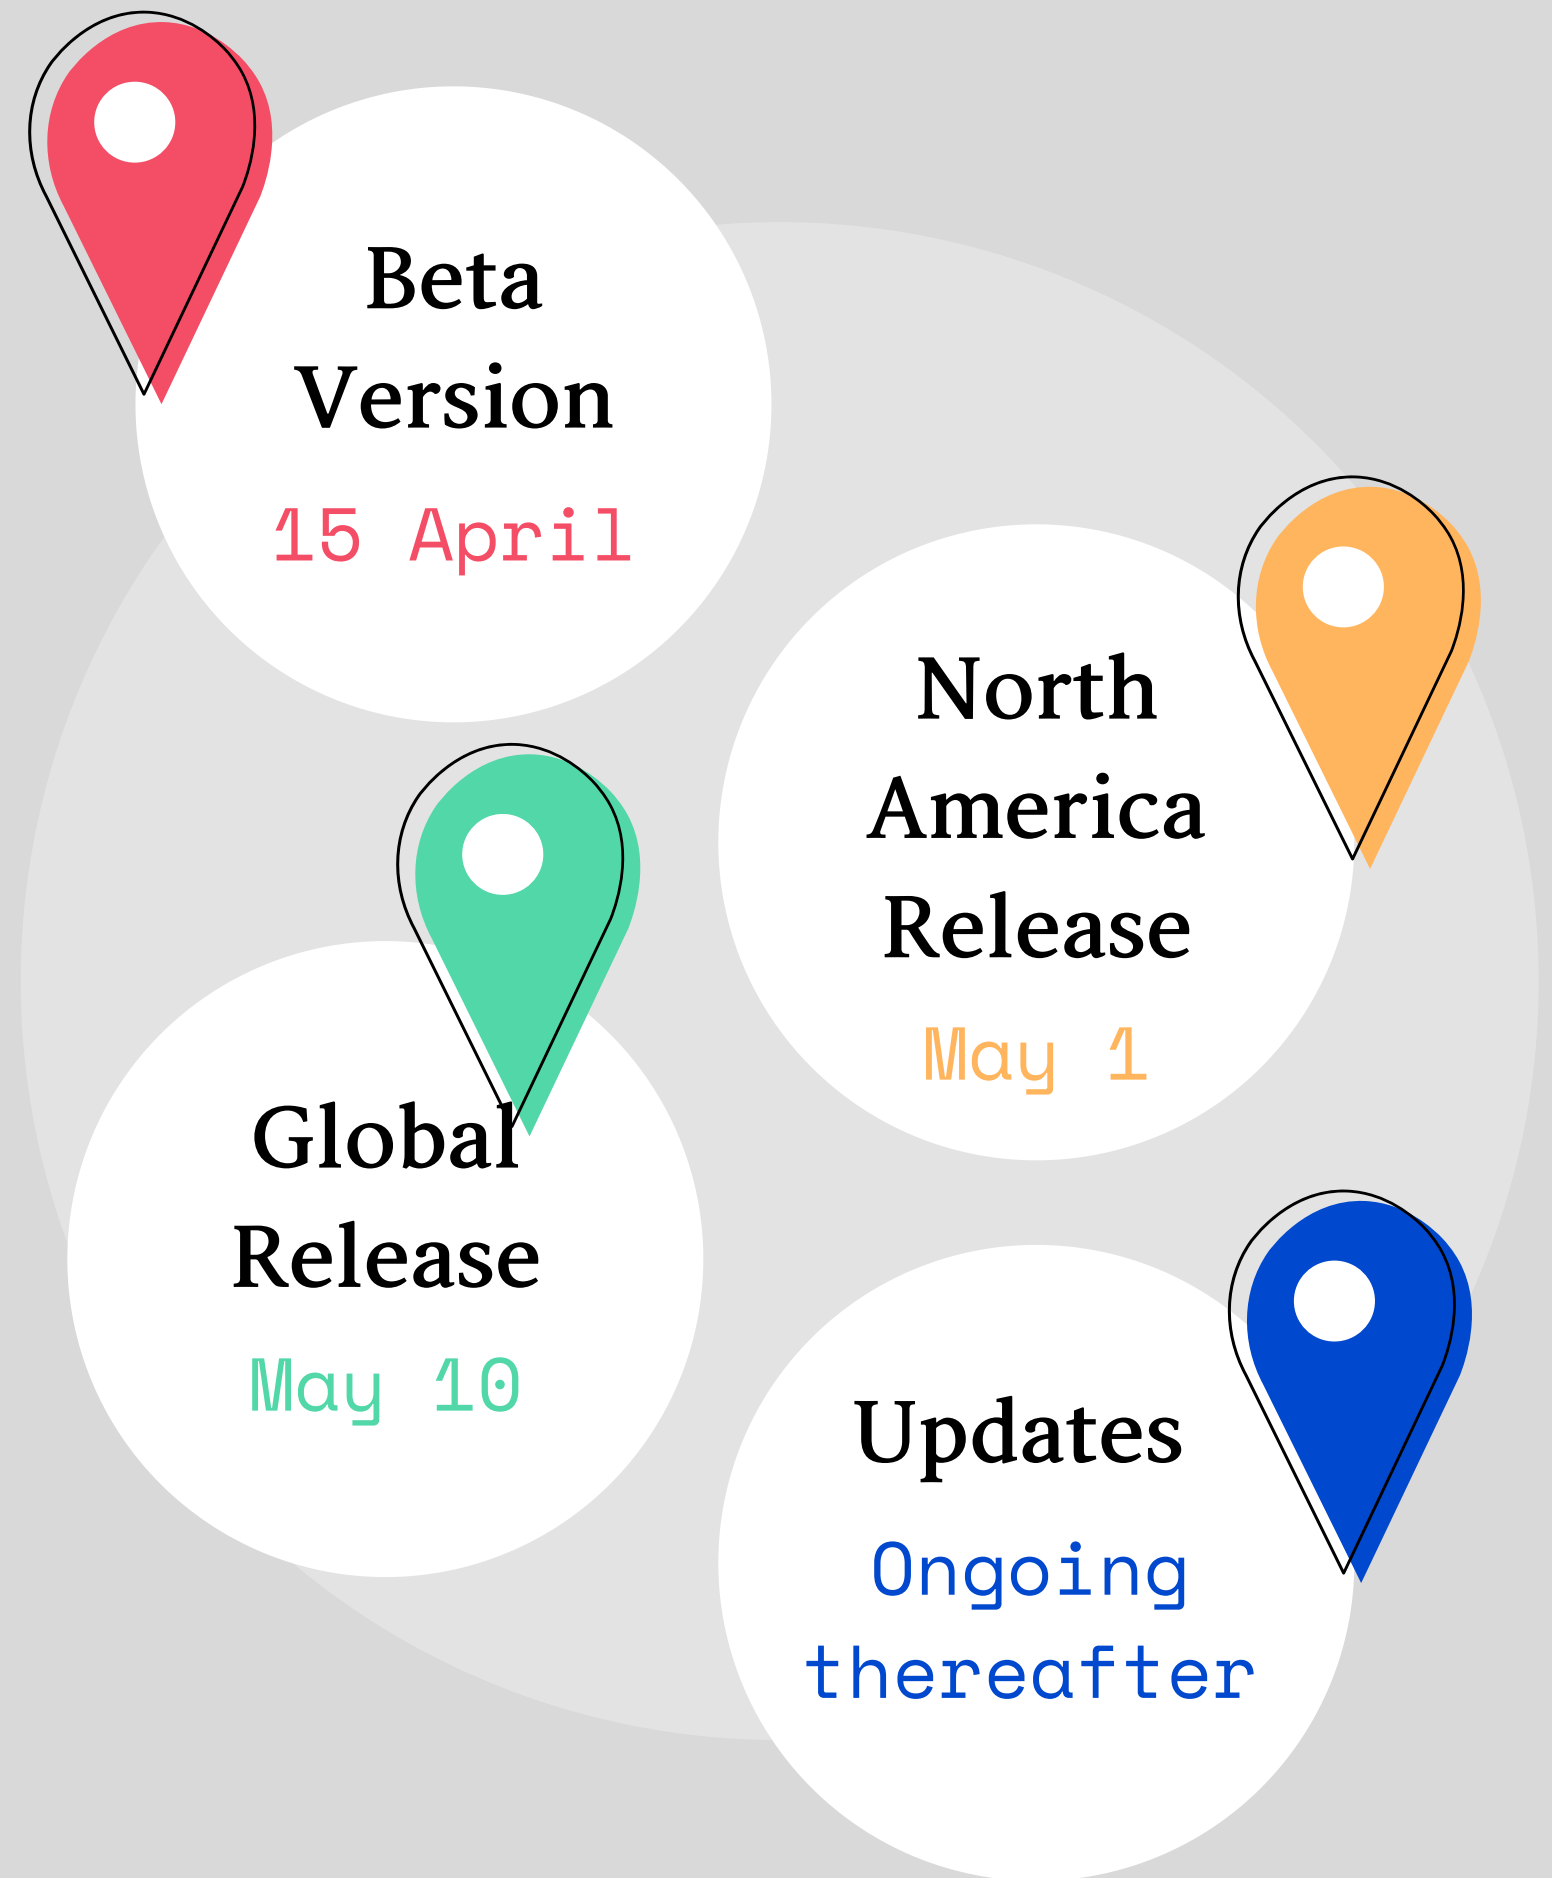 Beta
Version
15 April
North
America
Release
May 1
Global
Release
May 10
Updates
Ongoing
thereafter